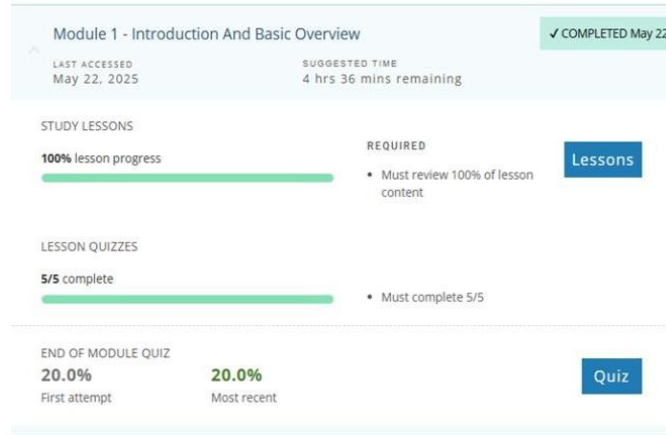 Module 1 - Introduction And Basic Overview
✓ COMPLETED May 22
LAST ACCESSED
May 22, 2025
SUGGESTED TIME
4 hrs 36 mins remaining
STUDY LESSONS
100% lesson progress
REQUIRED
• Must review 100% of lesson
content
Lessons
LESSON QUIZZES
5/5 complete
• Must complete 5/5
END OF MODULE QUIZ
20.0%
First attempt
20.0%
Most recent
Quiz